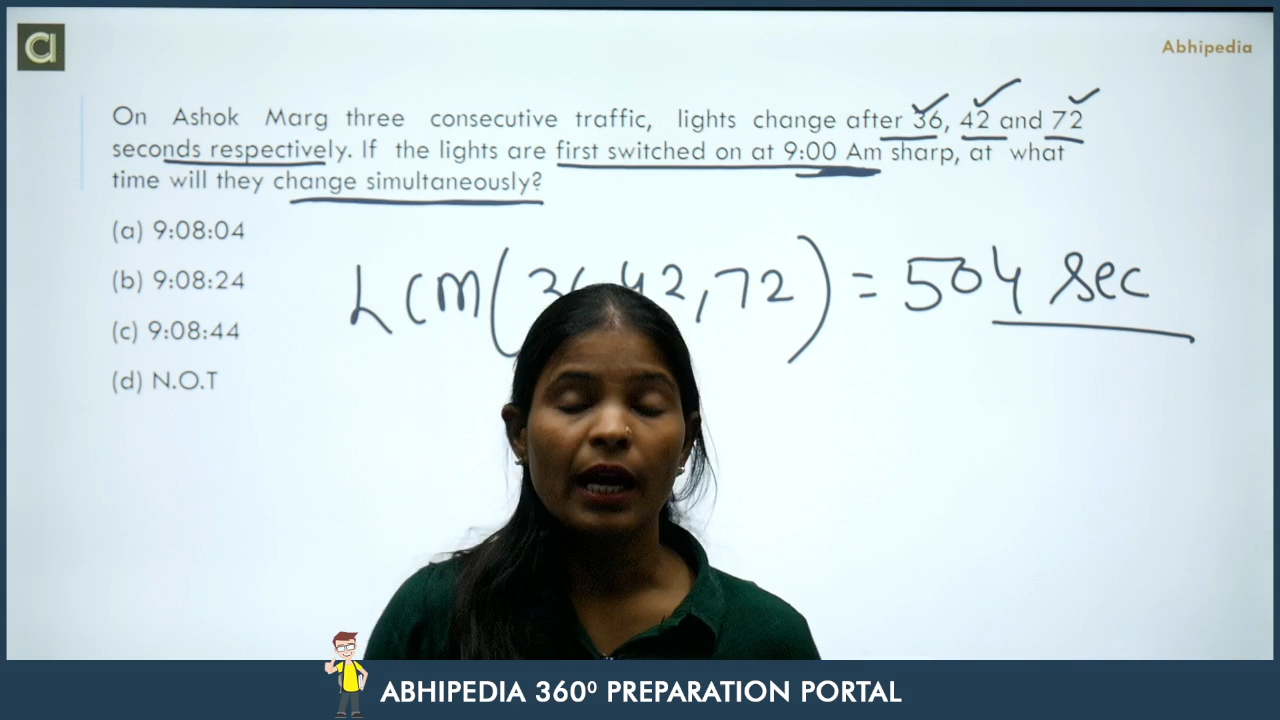 Abhipedia
On Ashok Marg three consecutive traffic, lights change after 36, 42 and 72
seconds respectively. If the lights are first switched on at 9:00 Am sharp, at what
time will they change simultaneously?
(a) 9:08:04
(b) 9:08:24
(c) 9:08:44
(d) N.O.T
LCM( 42,72) = 504 sec
ABHIPEDIA 360⁰ PREPARATION PORTAL